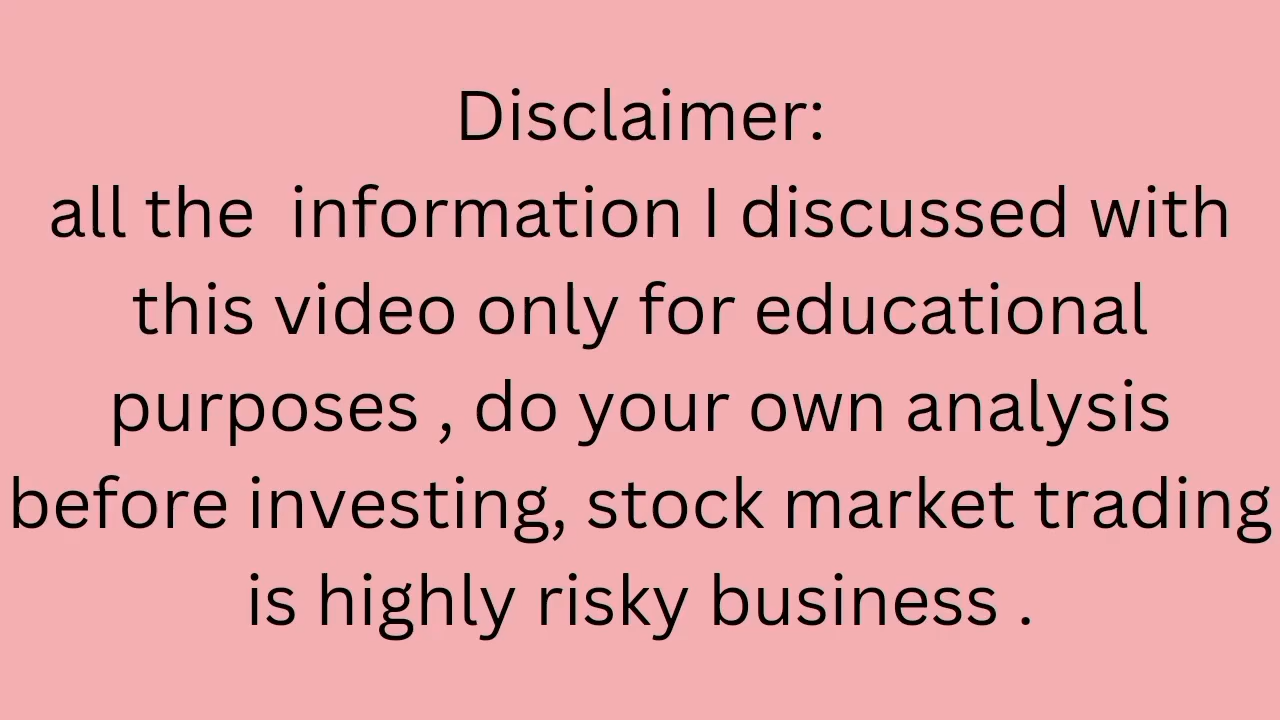 Disclaimer:
all the  information I discussed with
this video only for educational
purposes , do your own analysis
before investing, stock market trading
is highly risky business .